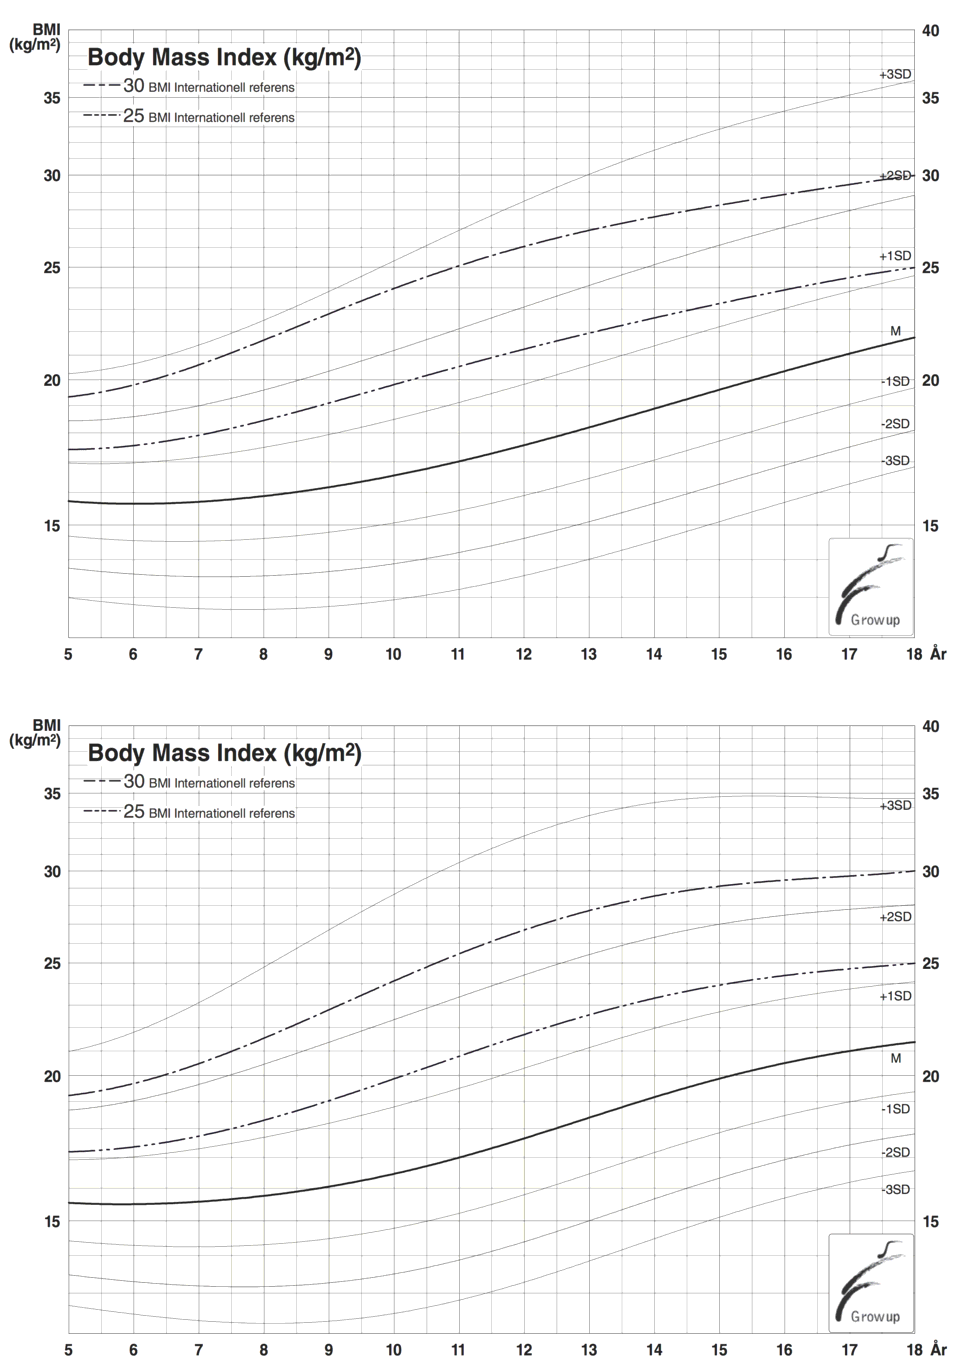 BMI
(kg/m²)
40
Body Mass Index (kg/m²)
+3SD
30 BMI Internationell referens
35
35
25 BMI Internationell referens
30
+2SD
30
+1SD
25
25
M
20
-1SD
20
-2SD
-3SD
15
15
Growup
5 6 7 8 9 10 11 12 13 14 15 16 17 18 År
BMI
(kg/m²)
40
Body Mass Index (kg/m²)
30 BMI Internationell referens
35
35
+3SD
25 BMI Internationell referens
30
30
+2SD
25
25
+1SD
M
20
20
-1SD
-2SD
-3SD
15
15
Growup
5 6 7 8 9 10 11 12 13 14 15 16 17 18 År